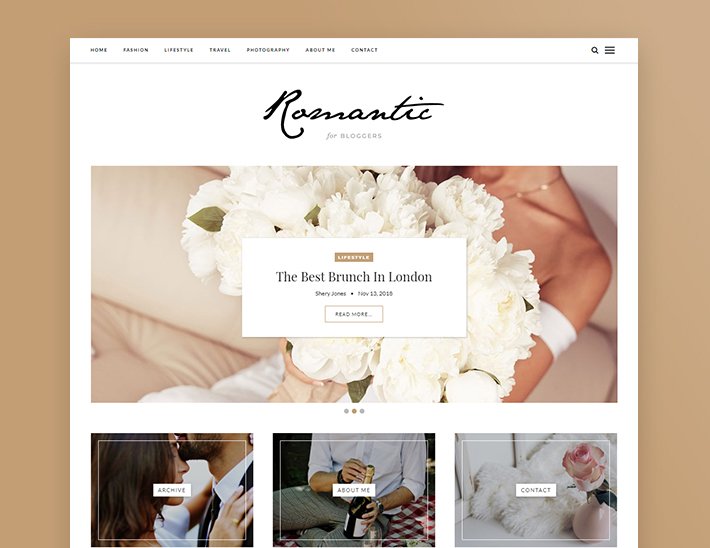 HOME FASHION LIFESTYLE TRAVEL PHOTOGRAPHY ABOUT ME CONTACT
Romantic
for BLOGGERS
LIFESTYLE
The Best Brunch In London
Shery Jones • Nov 13, 2018
READ MORE...
ARCHIVE ABOUT ME CONTACT